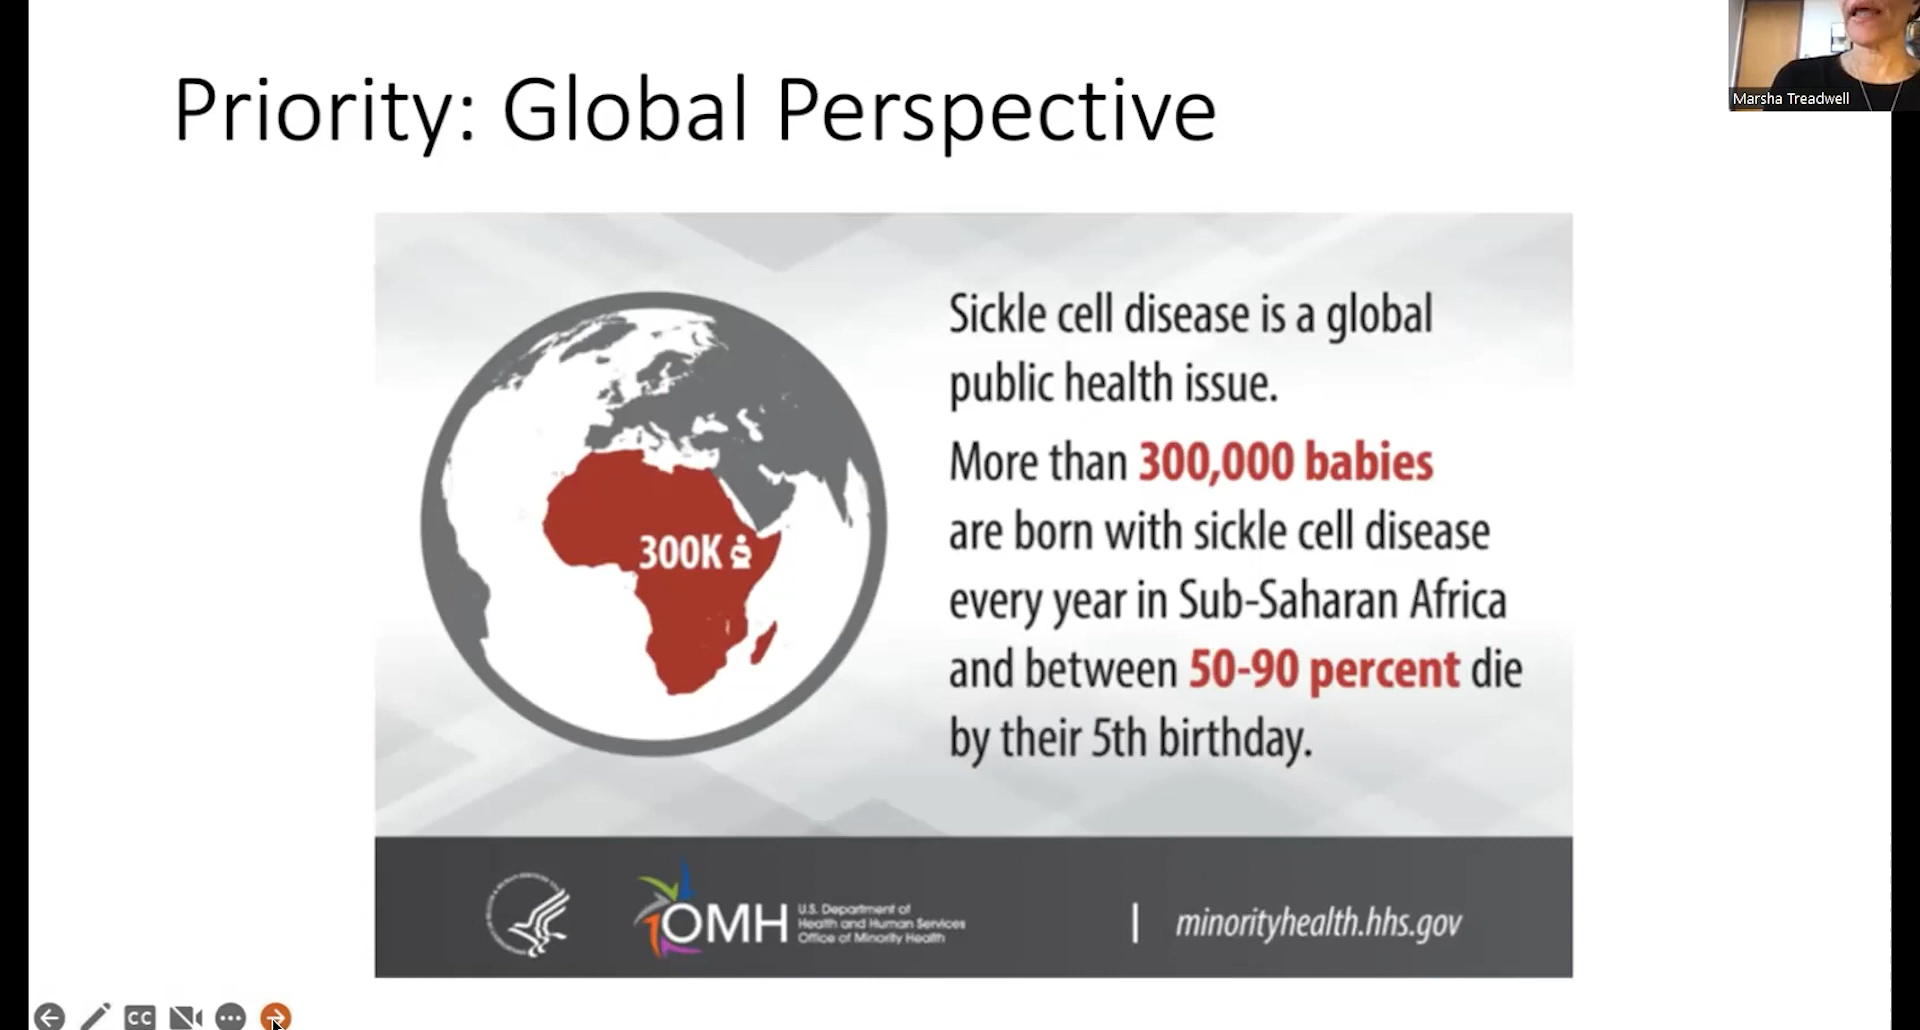 Priority: Global Perspective
Marsha Treadwell
Sickle cell disease is a global
public health issue.
More than 300,000 babies
are born with sickle cell disease
every year in Sub-Saharan Africa
and between 50-90 percent die
by their 5th birthday.
300K
OMH
U.S. Department of
Health and Human Services
Office of Minority Health
minorityhealth.hhs.gov
CC